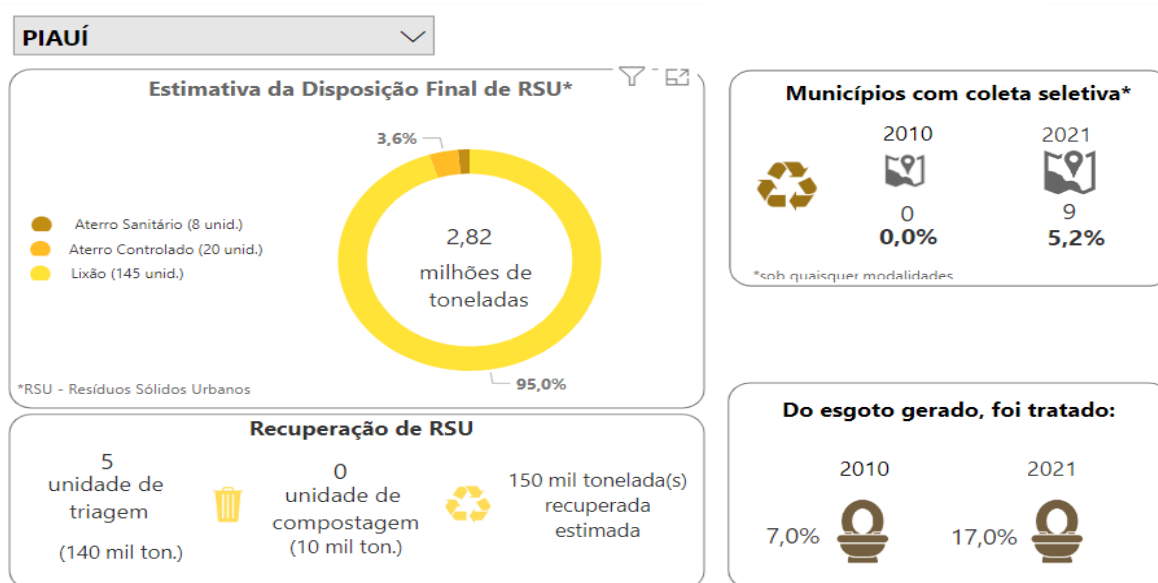 PIAUÍ
Estimativa da Disposição Final de RSU*
3,6%
Aterro Sanitário (8 unid.)
Aterro Controlado (20 unid.)
Lixão (145 unid.)
2,82
milhões de
toneladas
95,0%
*RSU - Resíduos Sólidos Urbanos
Municípios com coleta seletiva*
2010
2021
0
0,0%
9
5,2%
*sob quaisquer modalidades
Recuperação de RSU
5
unidade de
triagem
(140 mil ton.)
0
unidade de
compostagem
(10 mil ton.)
150 mil tonelada(s)
recuperada
estimada
Do esgoto gerado, foi tratado:
2010
2021
7,0%
17,0%